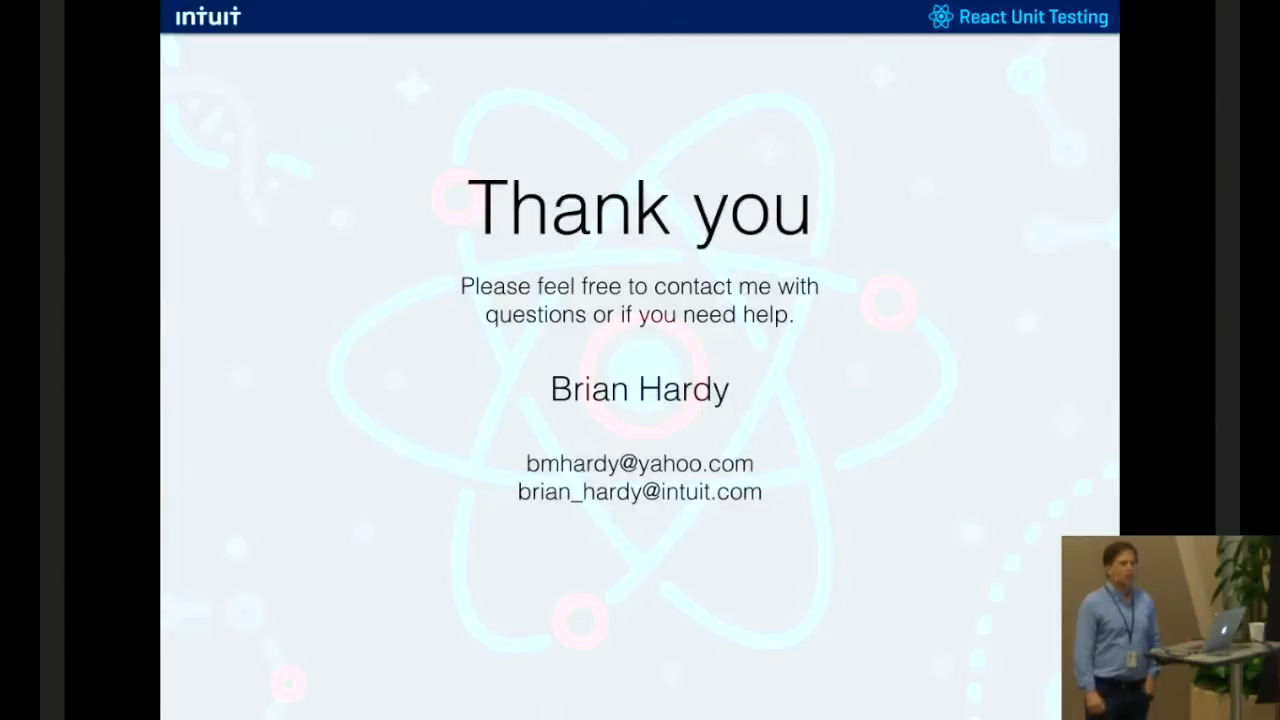 intuit
React Unit Testing
Thank you
Please feel free to contact me with
questions or if you need help.
Brian Hardy
bmhardy@yahoo.com
brian_hardy@intuit.com